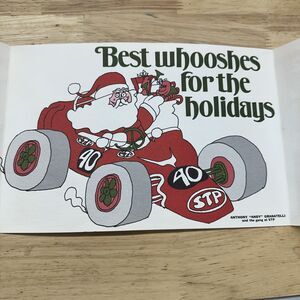 Best whooshes
for the
holidays
40
STP
40
STP
ANTHONY "ANDY" GRANATELLI
and the gang at STP